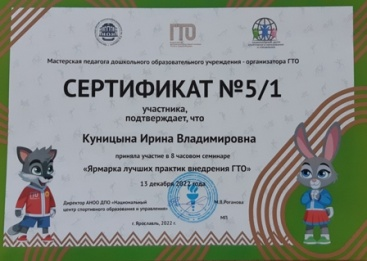 ГТО
Мастерская педагога дошкольного образовательного учреждения - организатора ГТО
СЕРТИФИКАТ №5/1
участника,
подтверждает, что
Куницына Ирина Владимировна
приняла участие в 8 часовом семинаре
«Ярмарка лучших практик внедрения ГТО»
13 декабря 2022 года
Директор АНОО ДПО «Национальный
центр спортивного образования и управления»
МП
г. Ярославль, 2022 г.